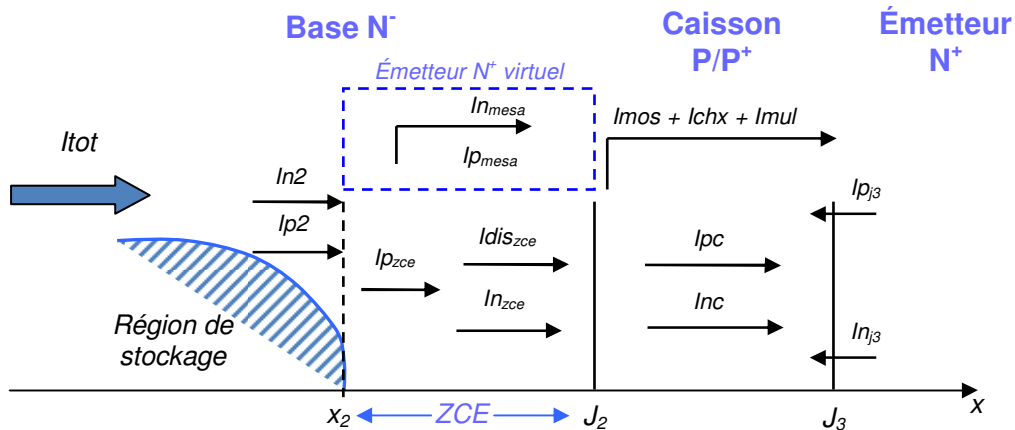 Base N-
Caisson
P/P+
Émetteur
N+
Émetteur N+ virtuel
Inmesa
Ipmesa
Imos + Ichx + Imul
Itot
In2
Ip2
Ipzce
Idiszce
Inzce
Ipc
Inc
Ipj3
Inj3
Région de
stockage
x2
ZCE
J2
J3
x